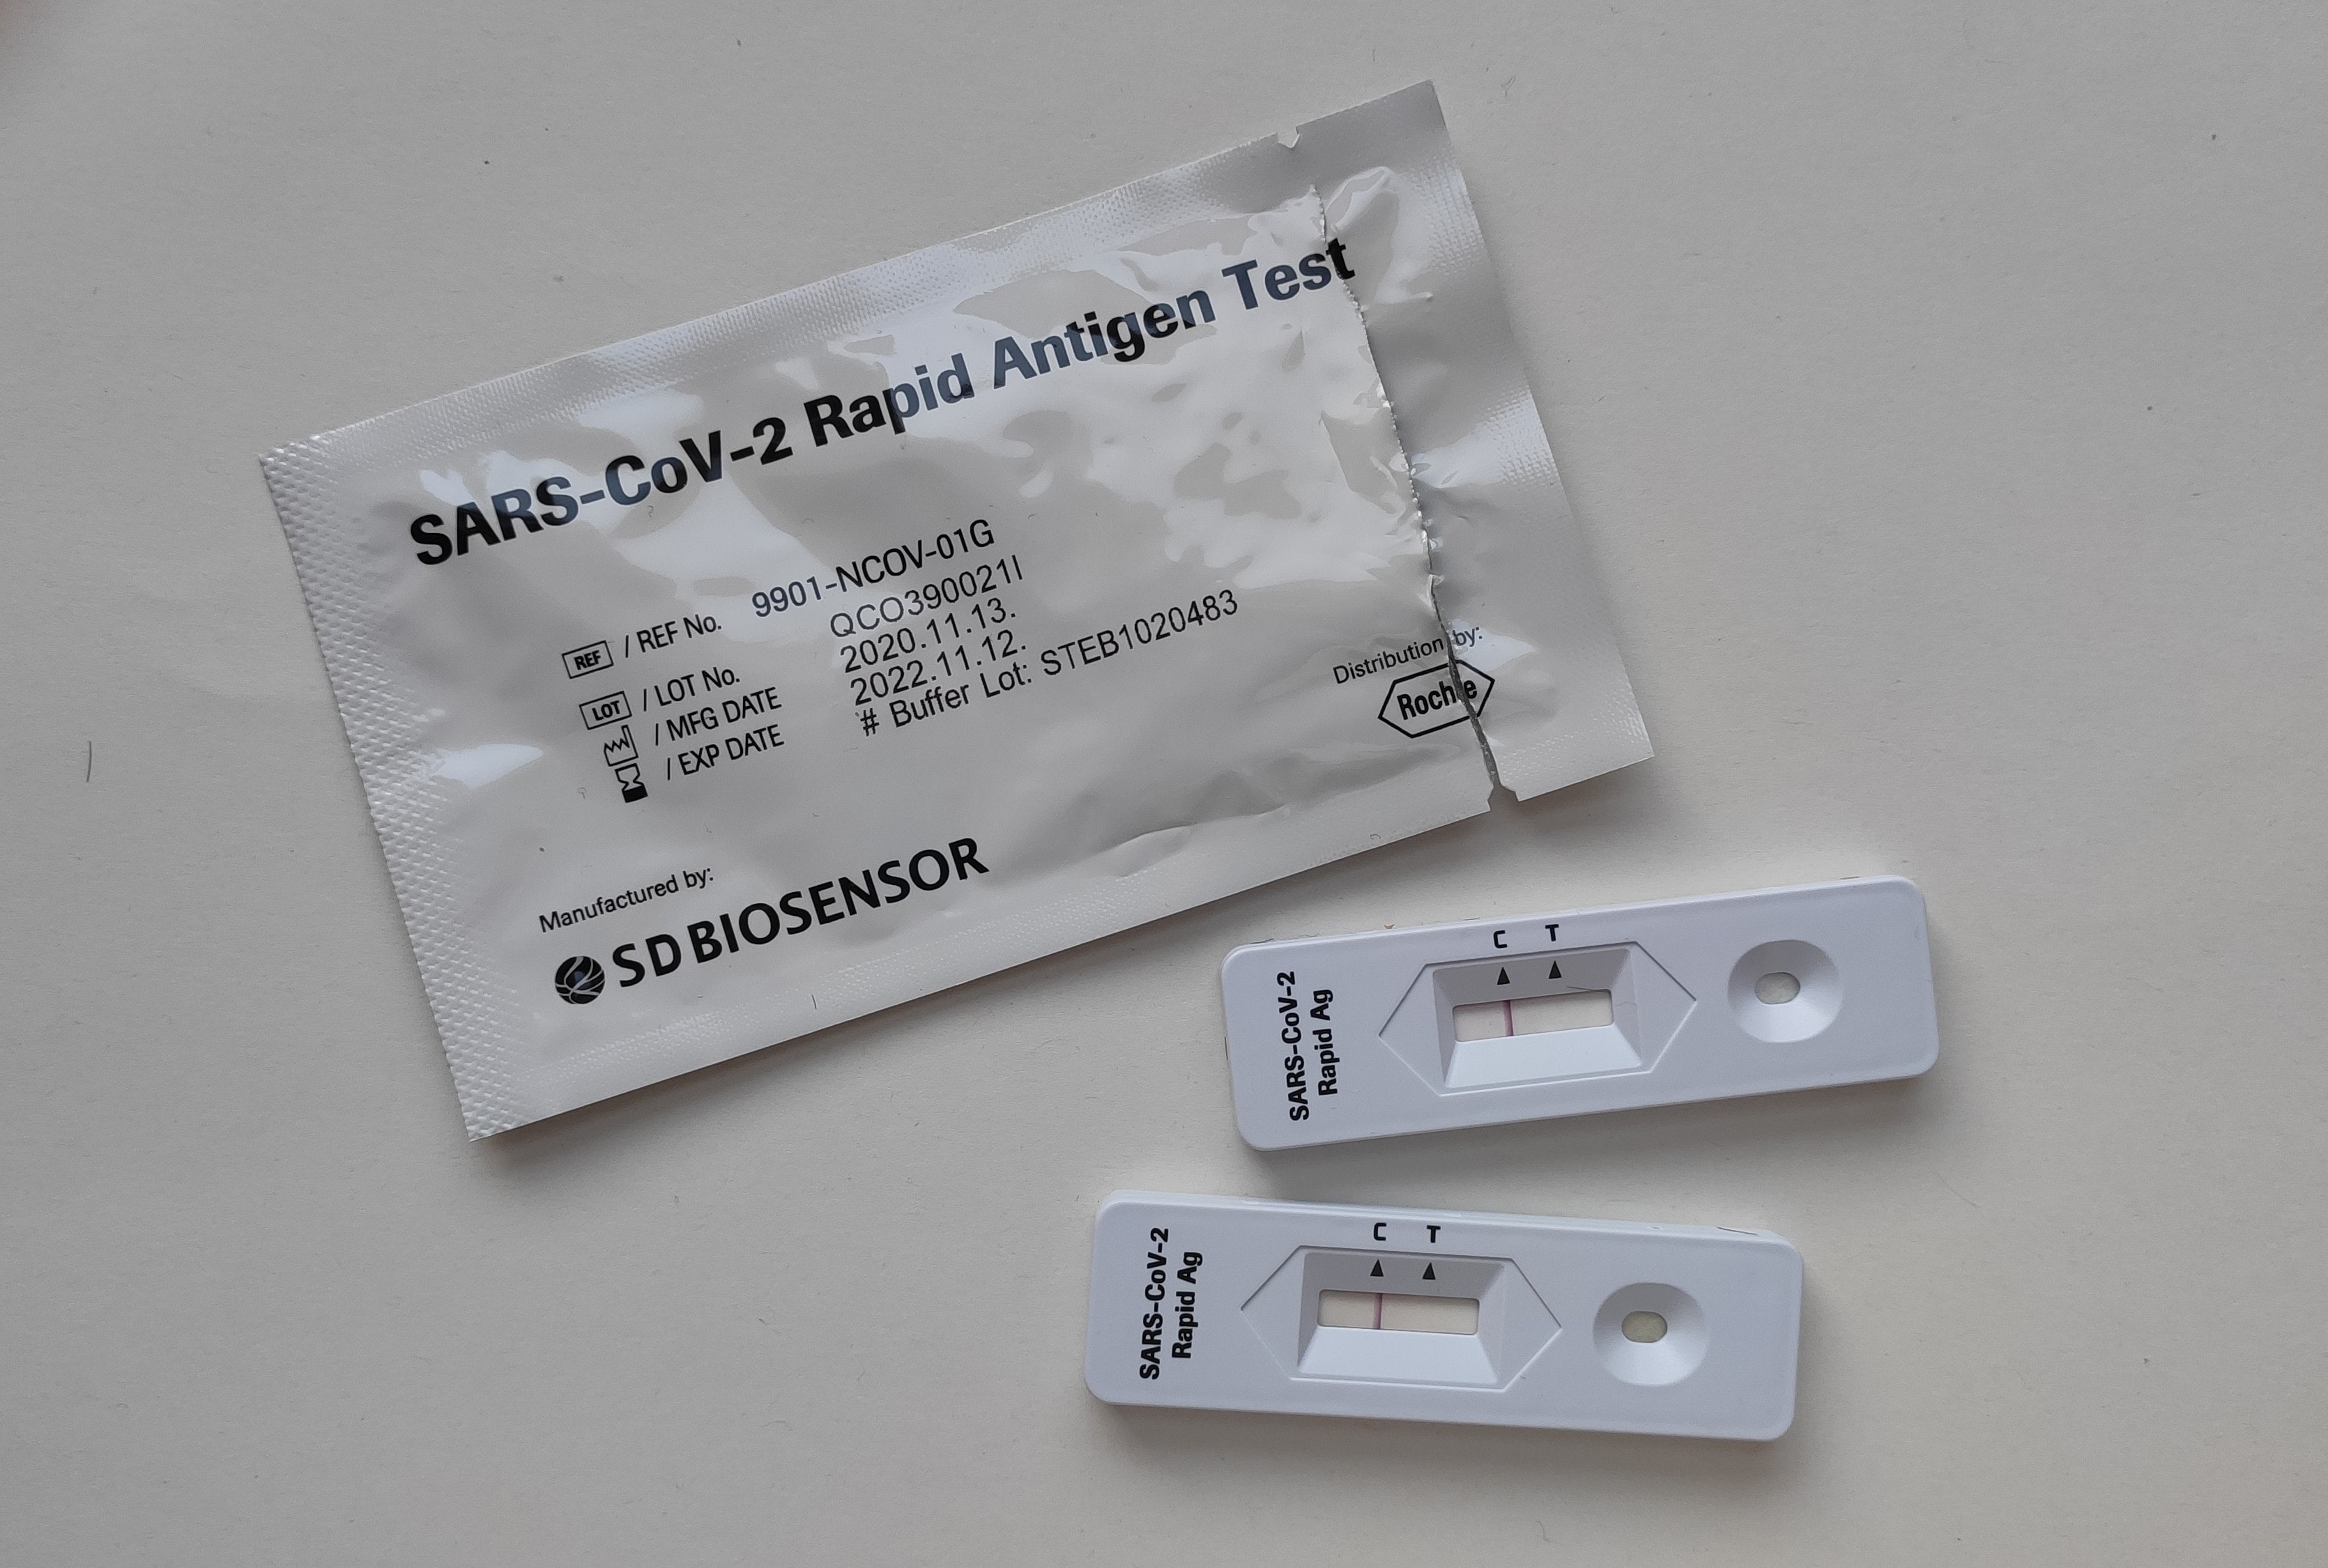 SARS-CoV-2 Rapid Antigen Test
REF / REF No. 9901-NCOV-01G
LOT / LOT No. QCO390021I
/ MFG DATE 2020.11.13.
/ EXP DATE 2022.11.12.
# Buffer Lot: STEB1020483
Distribution by:
Roche
Manufactured by:
SD BIOSENSOR
C T
SARS-CoV-2
Rapid Ag
C T
SARS-CoV-2
Rapid Ag